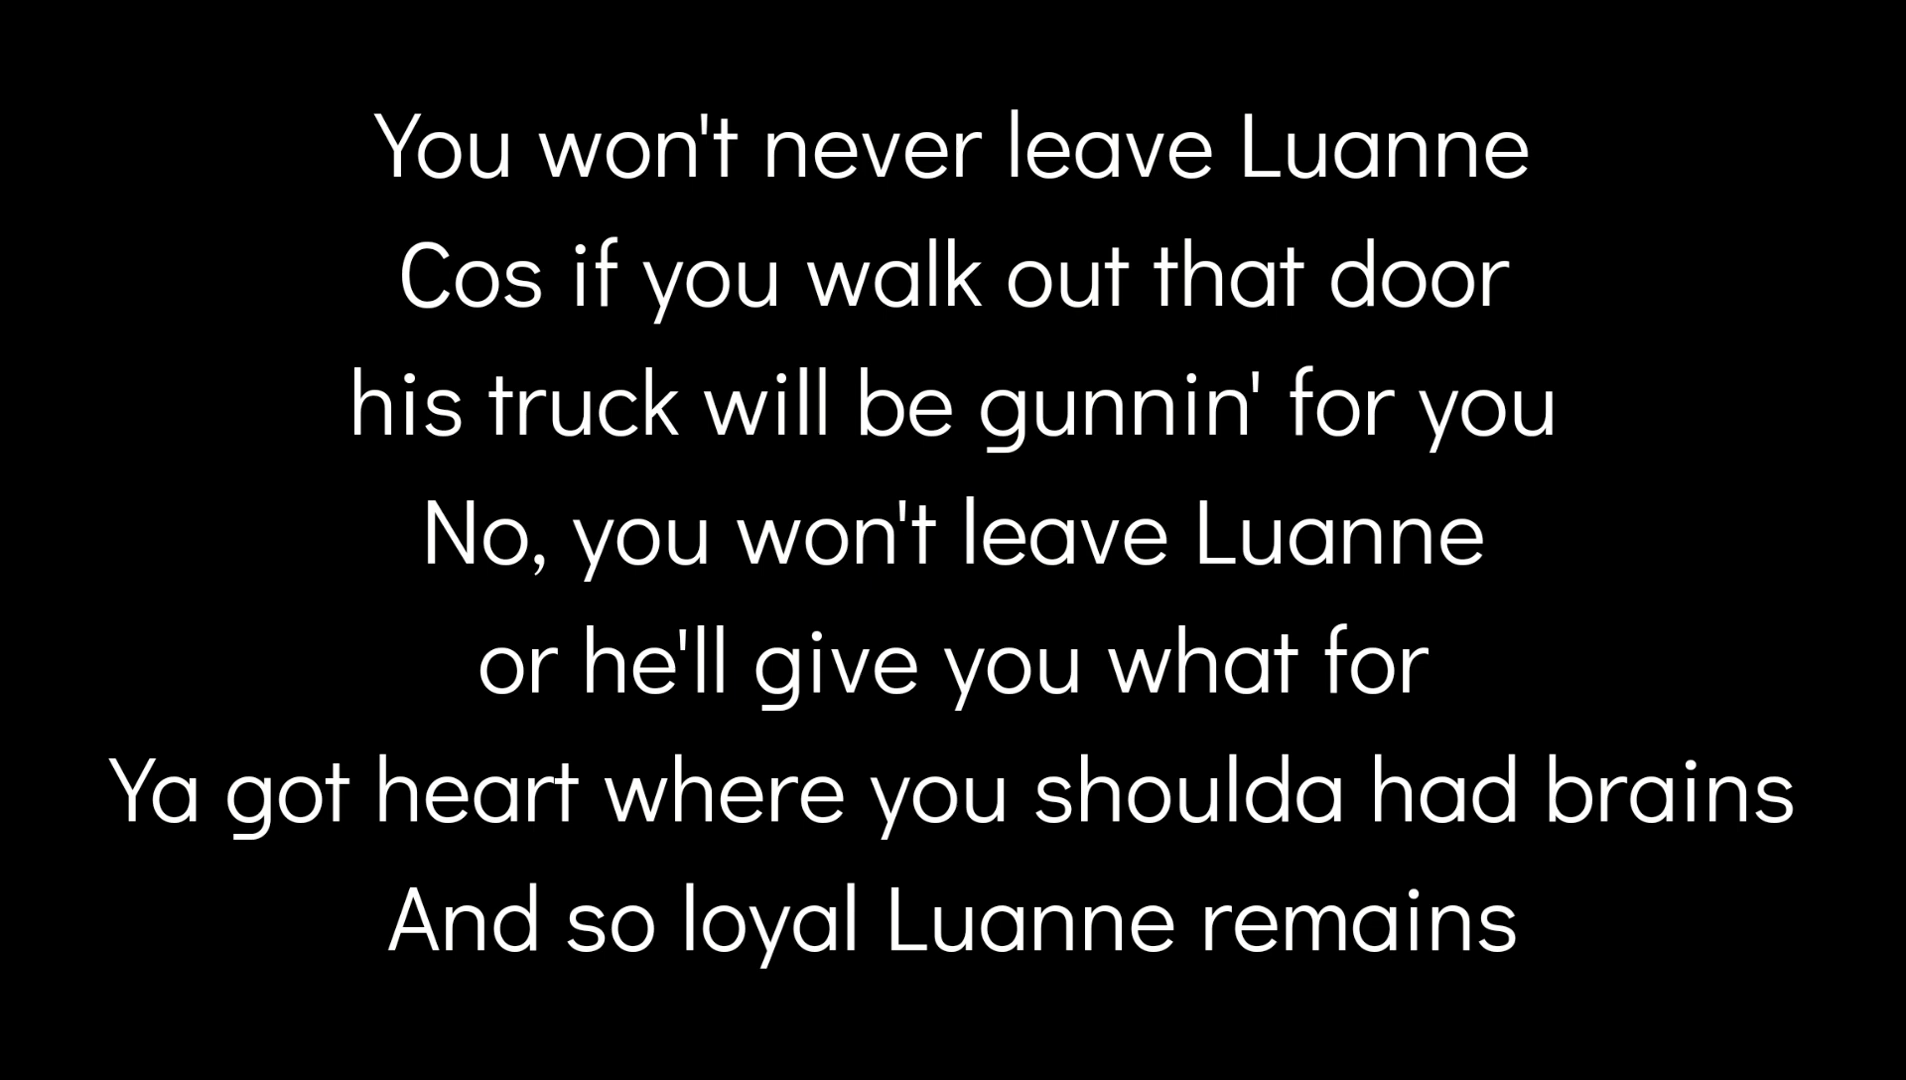 You won't never leave Luanne
Cos if you walk out that door
his truck will be gunnin' for you
No, you won't leave Luanne
or he'll give you what for
Ya got heart where you shoulda had brains
And so loyal Luanne remains